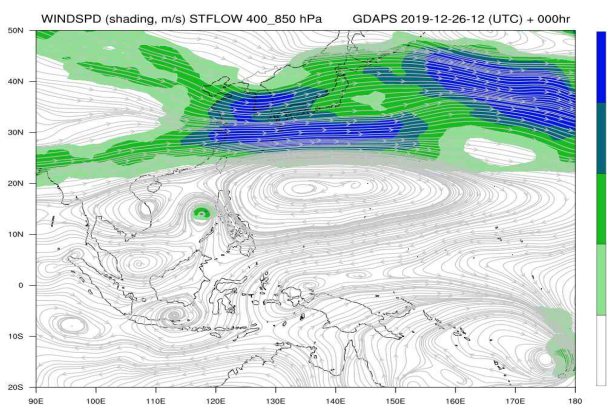 WINDSPD (shading, m/s) STFLOW 400_850 hPa GDAPS 2019-12-26-12 (UTC) + 000hr
50N
40N
30N
20N
10N
0
10S
20S
90E 100E 110E 120E 130E 140E 150E 160E 170E 180